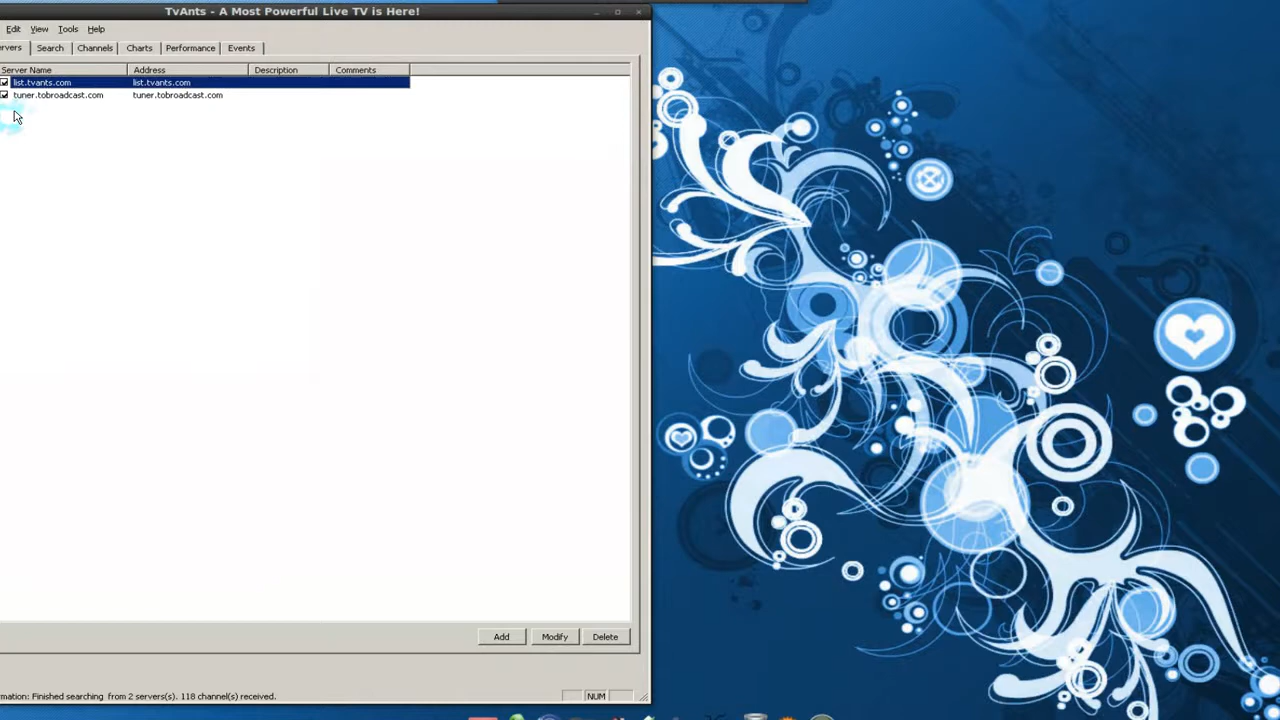 TvAnts - A Most Powerful Live TV is Here!
Edit View Tools Help
ervers Search Channels Charts Performance Events
Server Name Address Description Comments
list.tvants.com list.tvants.com
tuner.tobroadcast.com tuner.tobroadcast.com
Add Modify Delete
mation: Finished searching from 2 servers(s). 118 channel(s) received. NUM